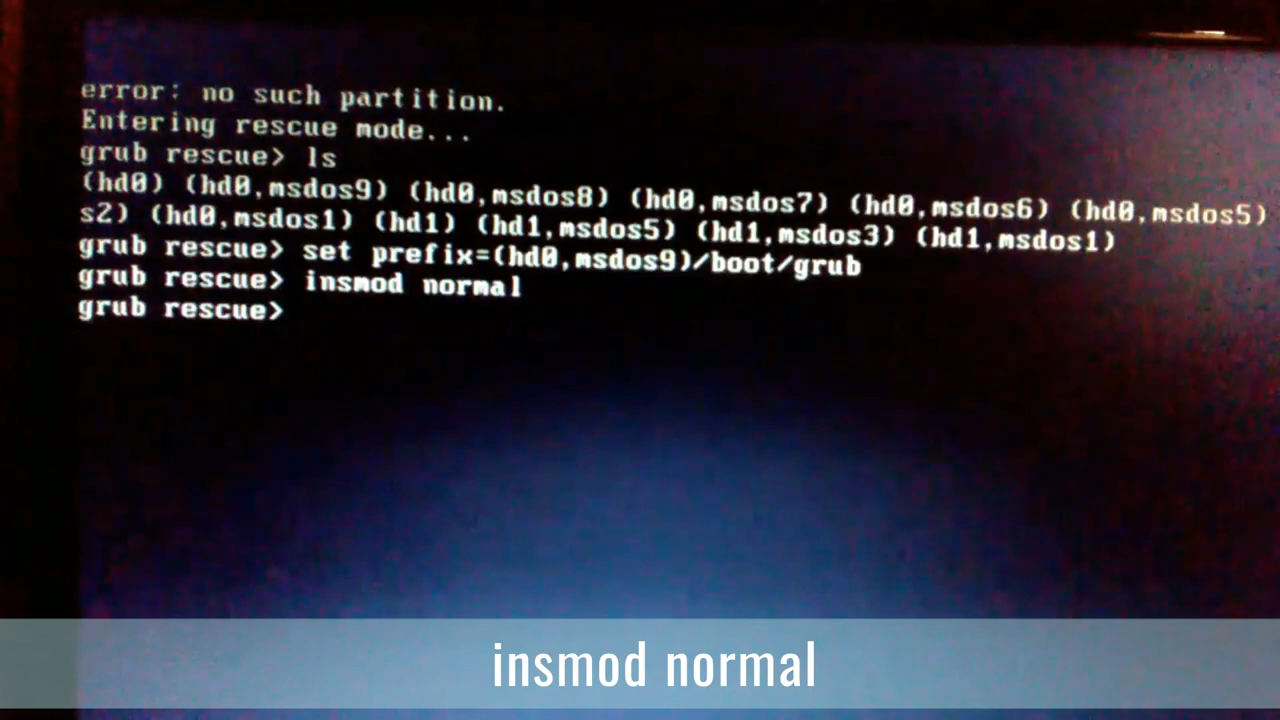 error: no such partition.
Entering rescue mode...
grub rescue> ls
(hd0) (hd0,msdos9) (hd0,msdos8) (hd0,msdos7) (hd0,msdos6) (hd0,msdos5)
s2) (hd0,msdos1) (hd1) (hd1,msdos5) (hd1,msdos3) (hd1,msdos1)
grub rescue> set prefix=(hd0,msdos9)/boot/grub
grub rescue> insmod normal
grub rescue>
insmod normal